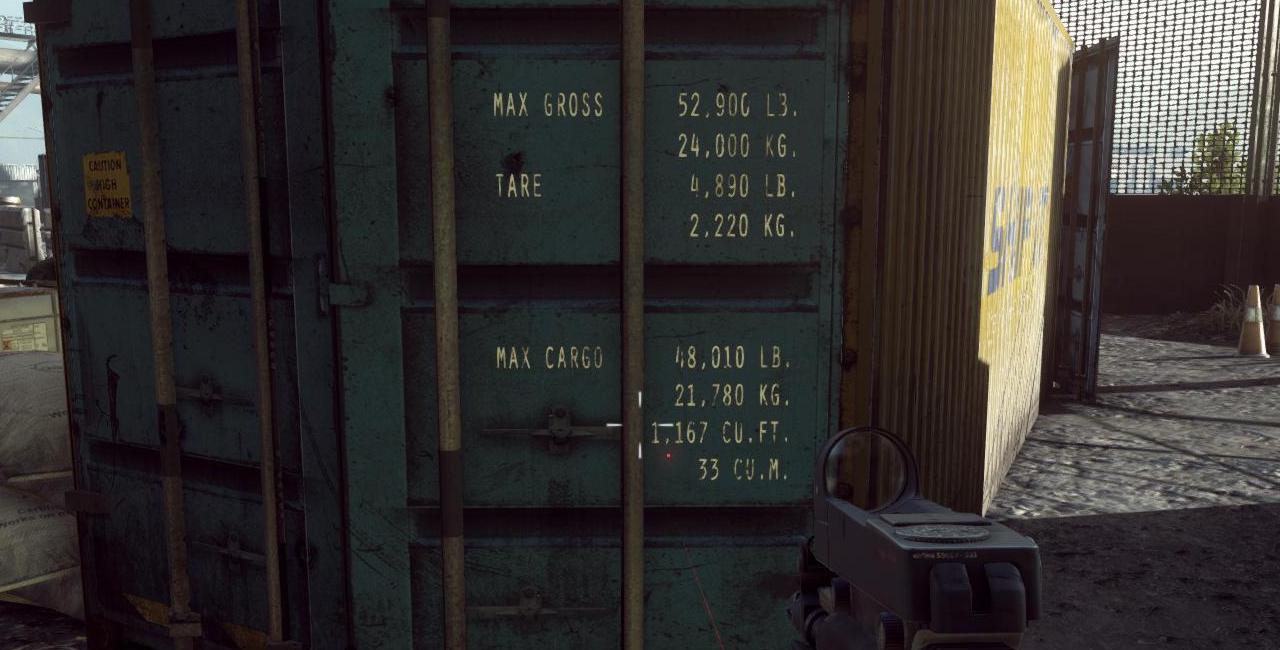 MAX GROSS 52,900 LB.
24,000 KG.
TARE 4,890 LB.
2,220 KG.
MAX CARGO 48,010 LB.
21,780 KG.
1,167 CU.FT.
33 CU.M.
CAUTION
HIGH
CONTAINER